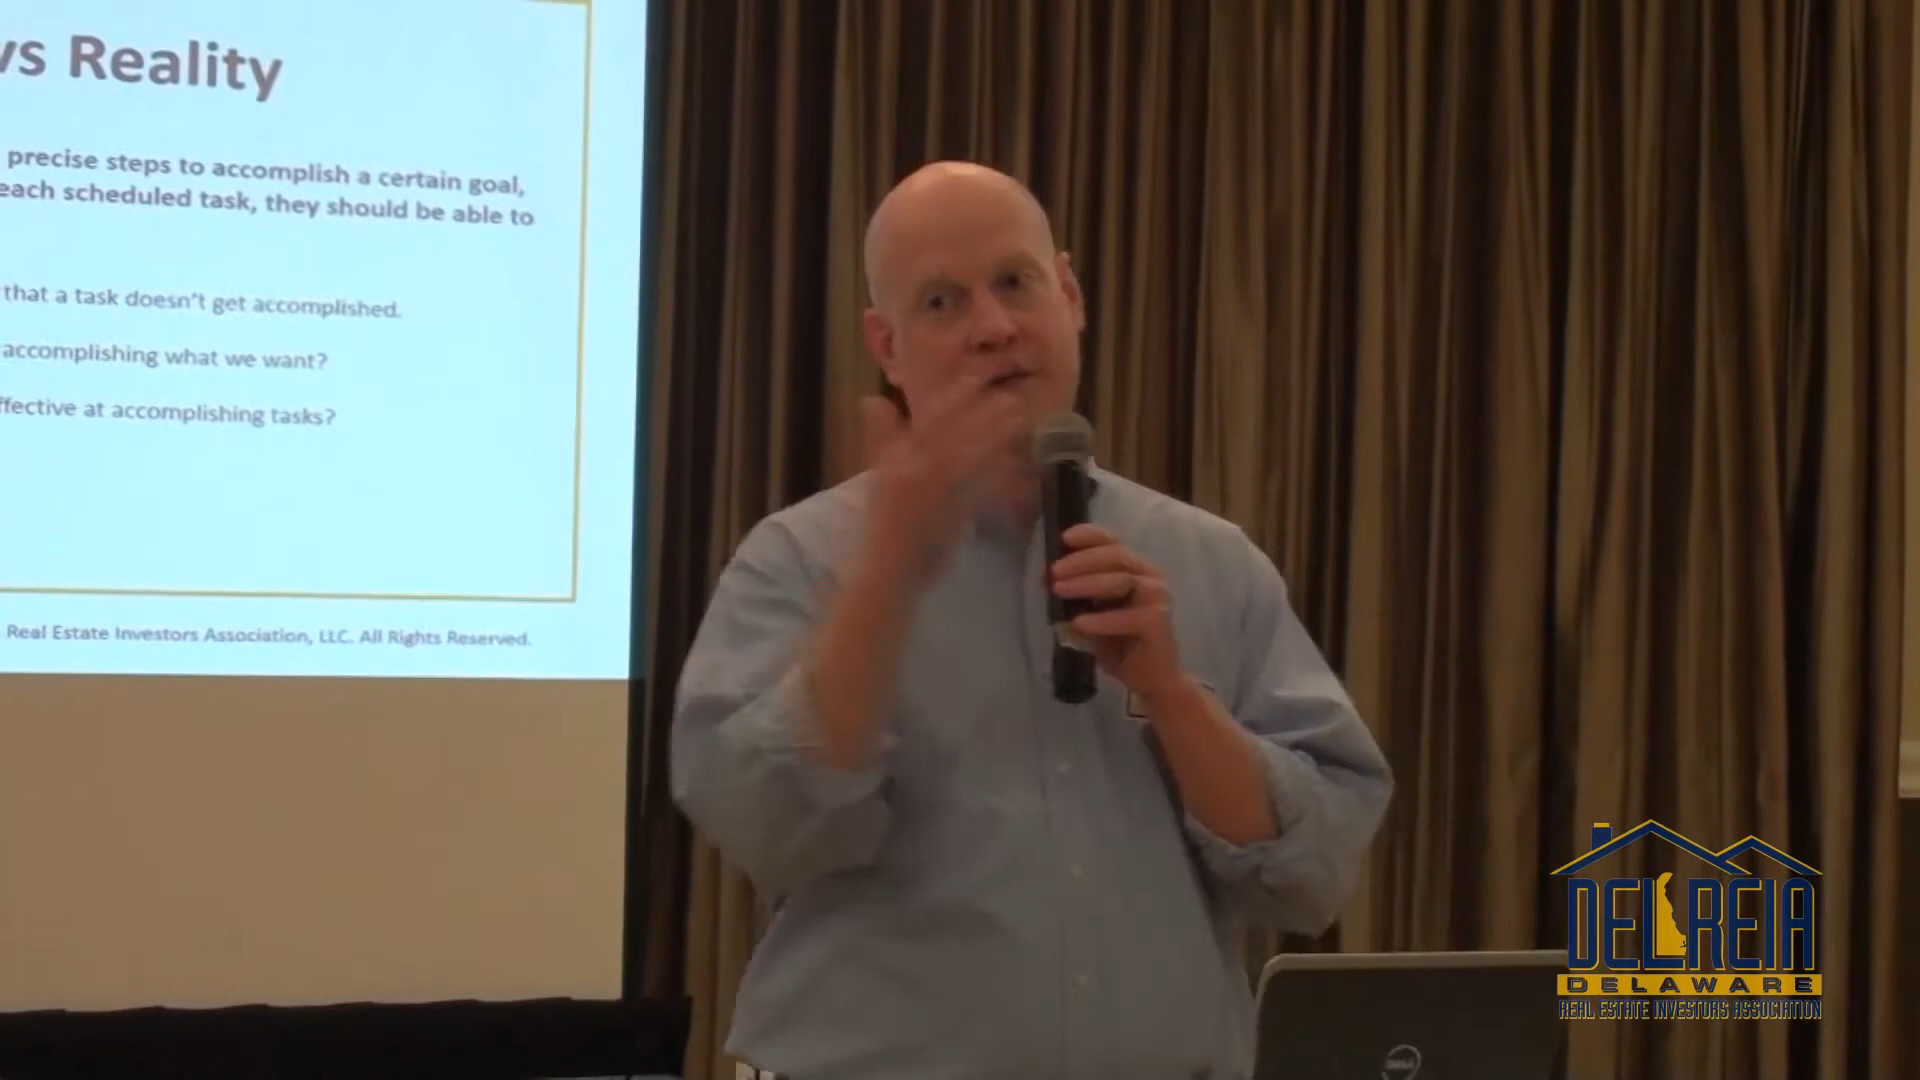 vs Reality
precise steps to accomplish a certain goal,
each scheduled task, they should be able to
that a task doesn't get accomplished.
accomplishing what we want?
ffective at accomplishing tasks?
Real Estate Investors Association, LLC. All Rights Reserved.
DELREIA
DELAWARE
REAL ESTATE INVESTORS ASSOCIATION
DELL